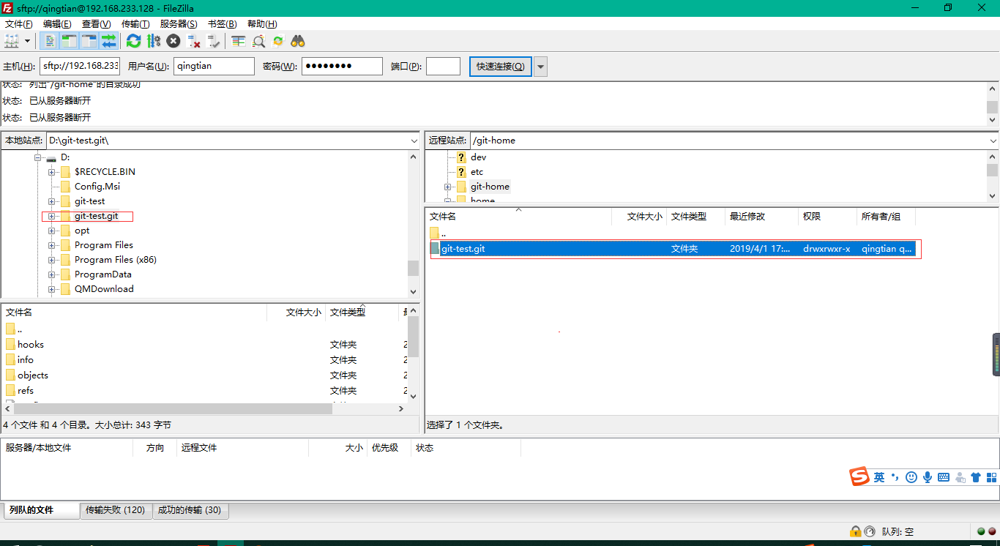 sftp://qingtian@192.168.233.128 - FileZilla
文件(F) 编辑(E) 查看(V) 传输(T) 服务器(S) 书签(B) 帮助(H)
主机(H): sftp://192.168.233 用户名(U): qingtian 密码(W): ●●●●●●●● 端口(P): 快速连接(Q)
状态: 列出"/git-home"的目录成功
状态: 已从服务器断开
状态: 已从服务器断开
本地站点: D:\git-test.git\
D:
$RECYCLE.BIN
Config.Msi
git-test
git-test.git
opt
Program Files
Program Files (x86)
ProgramData
QMDownload
文件名 文件大小 文件类型
..
hooks 文件夹 2
info 文件夹 2
objects 文件夹 2
refs 文件夹 2
4 个文件 和 4 个目录。大小总计: 343 字节
远程站点: /git-home
? dev
? etc
git-home
home
文件名 文件大小 文件类型 最近修改 权限 所有者/组
..
git-test.git 文件夹 2019/4/1 17:... drwxrwxr-x qingtian q...
选择了 1 个文件夹。
服务器/本地文件 方向 远程文件 大小 优先级 状态
英
列队的文件 传输失败 (120) 成功的传输 (30)
队列: 空